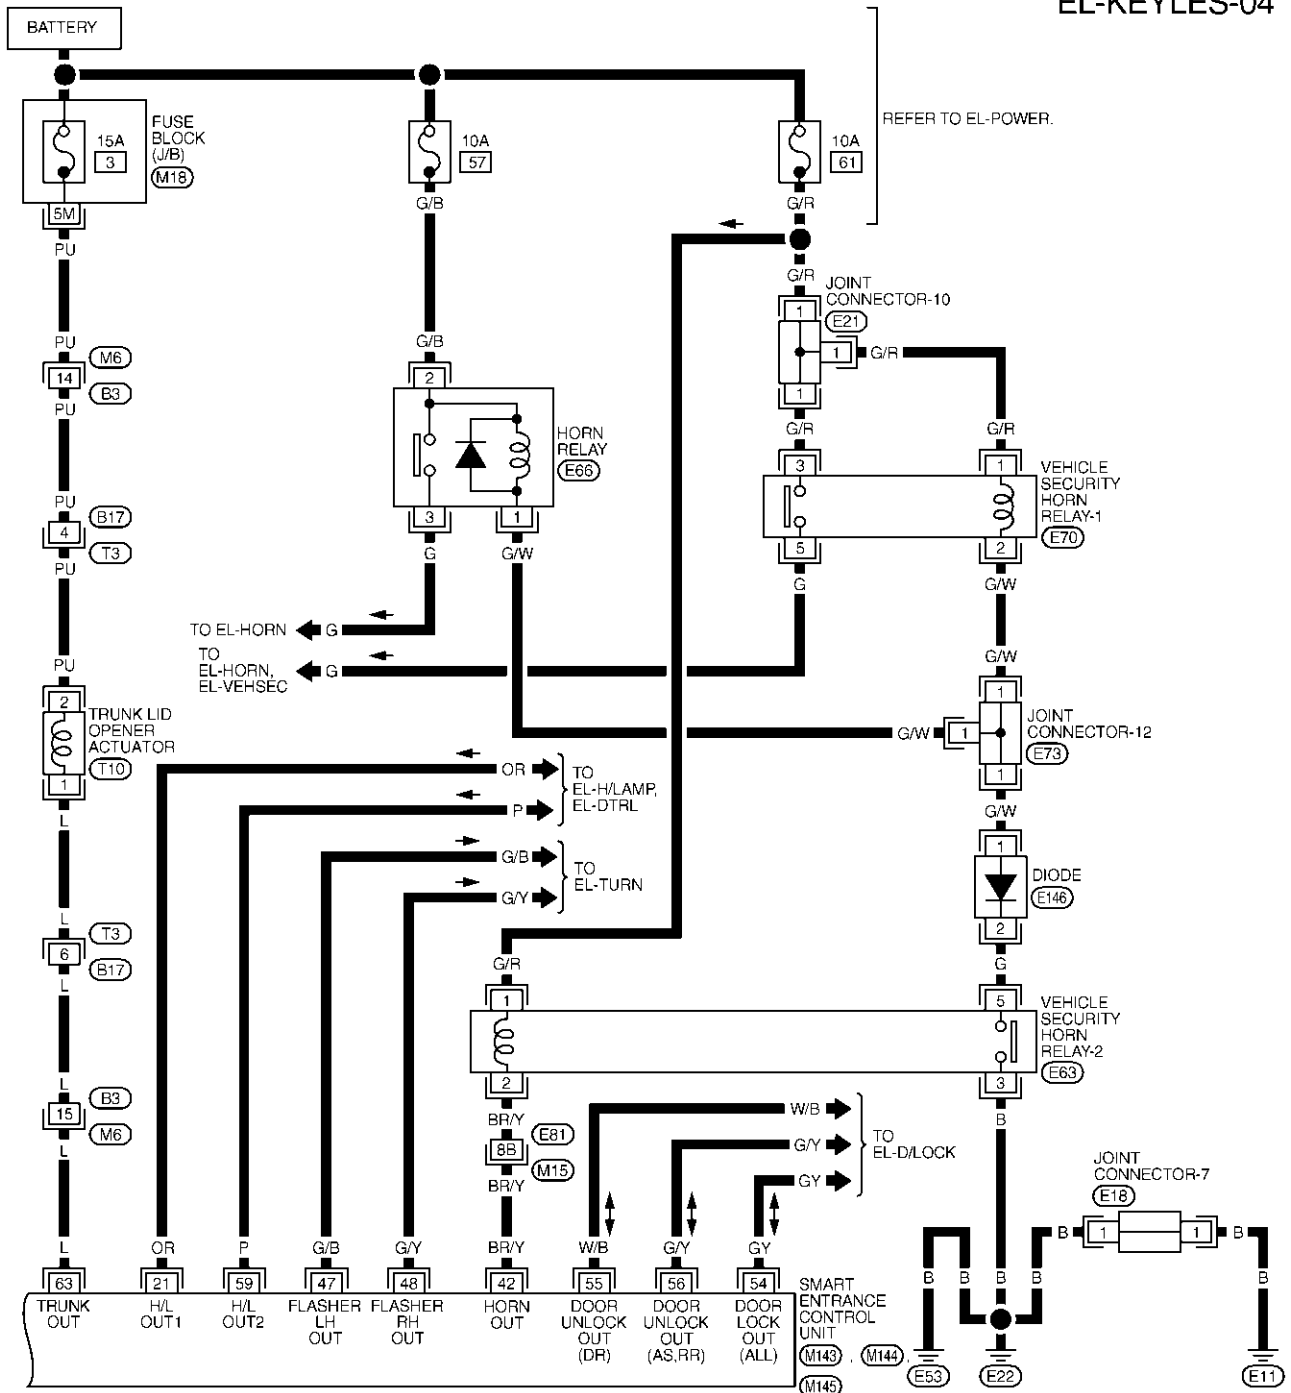 EL-KEYLES-04
BATTERY
15A
3
FUSE
BLOCK
(J/B)
M18
10A
57
10A
61
REFER TO EL-POWER.
5M
G/B
G/R
PU
G/R
JOINT
CONNECTOR-10
1
E21
PU
G/B
1
G/R
M6
14
B3
2
1
PU
G/R
G/R
HORN
RELAY
E66
3
1
VEHICLE
SECURITY
HORN
RELAY-1
E70
PU
B17
4
T3
3
1
5
2
PU
G
G/W
G
G/W
TO EL-HORN
G
TO
EL-HORN,
EL-VEHSEC
G
PU
G/W
2
TRUNK LID
OPENER
ACTUATOR
T10
1
1
G/W
1
JOINT
CONNECTOR-12
E73
1
OR
P
TO
EL-H/LAMP,
EL-DTRL
L
G/W
G/B
G/Y
TO
EL-TURN
1
DIODE
E146
2
L
T3
6
B17
L
G/R
G
1
5
VEHICLE
SECURITY
HORN
RELAY-2
E63
2
3
L
B3
15
M6
L
BR/Y
E81
8B
M15
BR/Y
W/B
G/Y
GY
TO
EL-D/LOCK
B
JOINT
CONNECTOR-7
E18
B
1
1
B
L
OR
P
G/B
G/Y
BR/Y
W/B
G/Y
GY
B
B
B
B
B
63
21
59
47
48
42
55
56
54
TRUNK
OUT
H/L
OUT1
H/L
OUT2
FLASHER
LH
OUT
FLASHER
RH
OUT
HORN
OUT
DOOR
UNLOCK
OUT
(DR)
DOOR
UNLOCK
OUT
(AS,RR)
DOOR
LOCK
OUT
(ALL)
SMART
ENTRANCE
CONTROL
UNIT
M143 , M144 ,
M145
E53
E22
E11